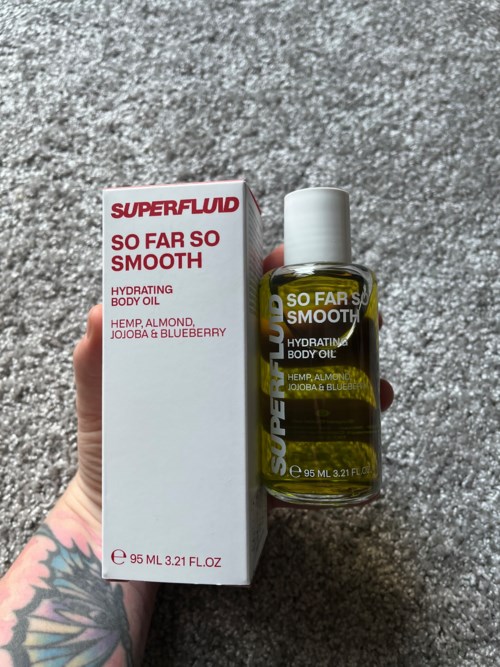 SUPERFLUID
SO FAR SO
SMOOTH
HYDRATING
BODY OIL
HEMP, ALMOND,
JOJOBA & BLUEBERRY
℮ 95 ML 3.21 FL.OZ
SUPERFLUID
SO FAR SO
SMOOTH
HYDRATING
BODY OIL
HEMP, ALMOND,
JOJOBA & BLUEBERRY
℮ 95 ML 3.21 FL.OZ